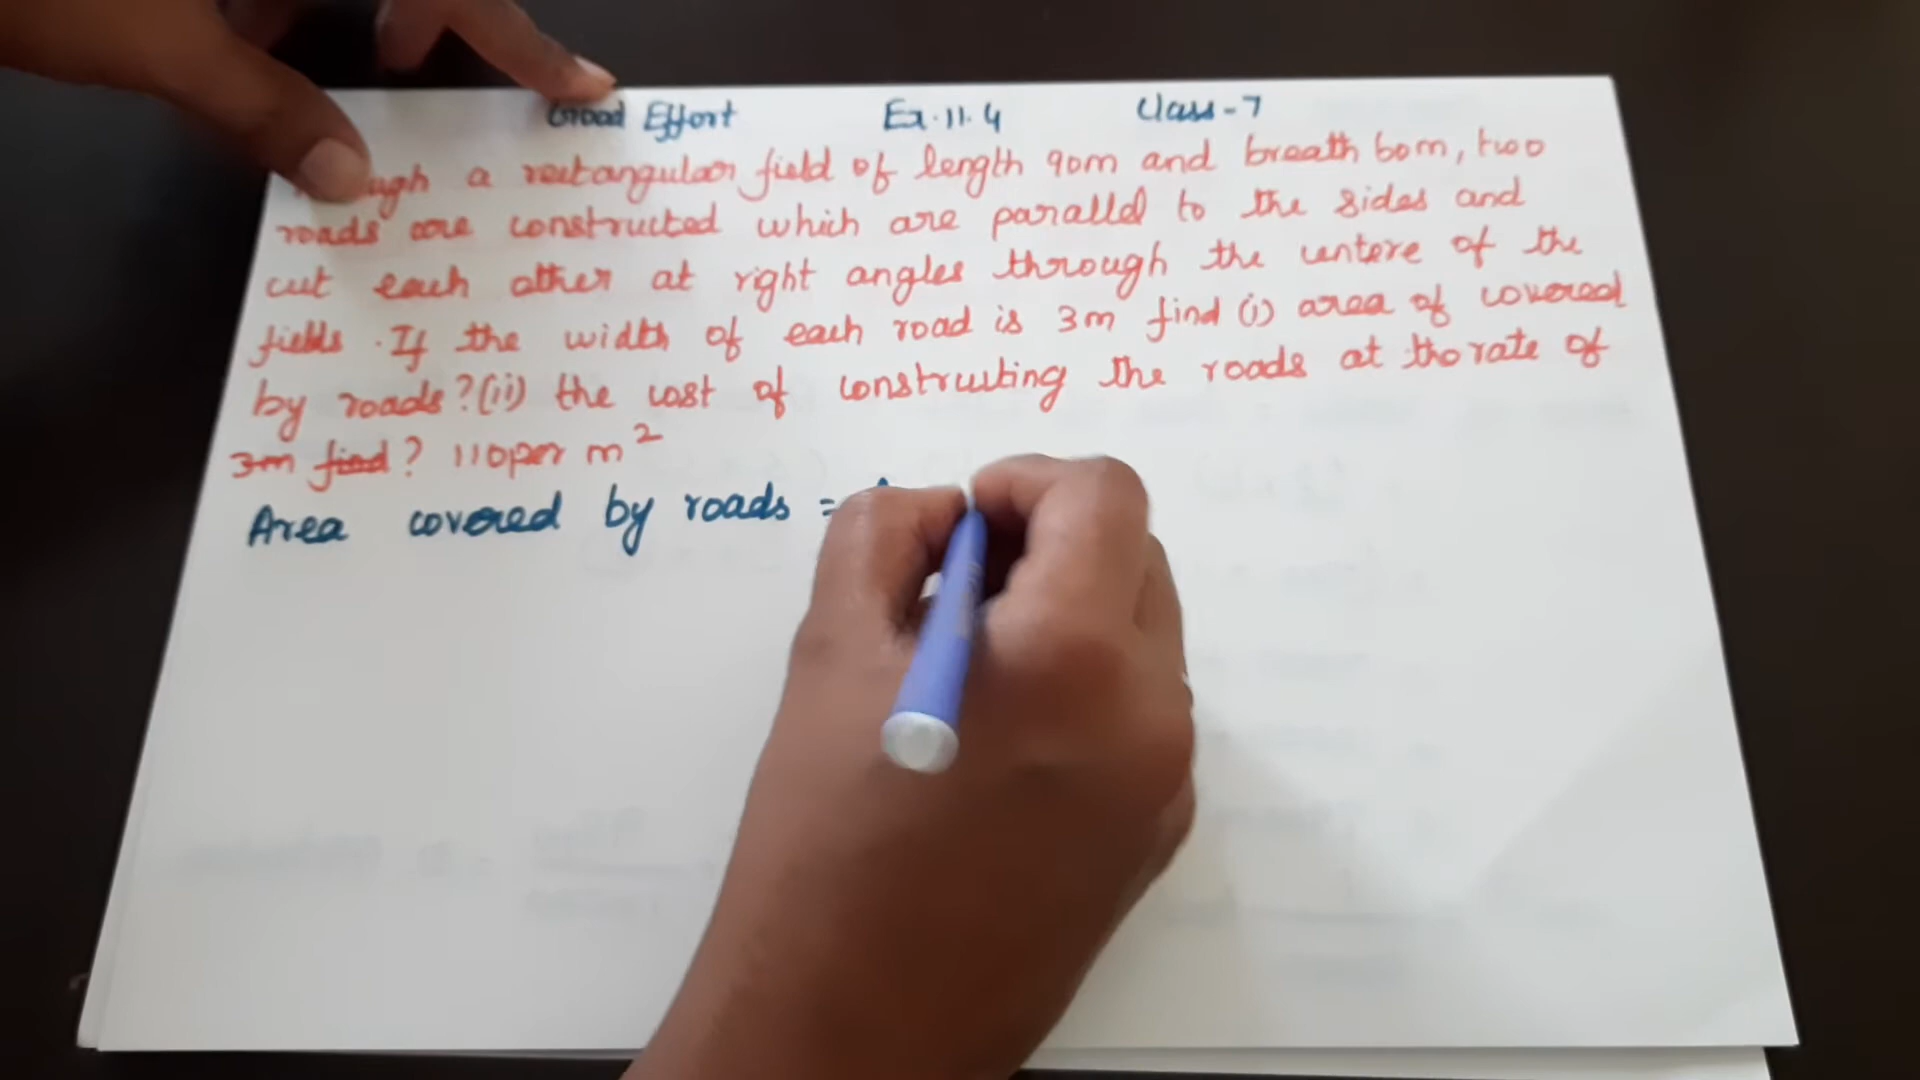 Good Effort Ex.11.4 Class-7
a rectangular field of length 90m and breath 60m, two
roads are constructed which are parallel to the sides and
cut each other at right angles through the centere of the
fields. If the width of each road is 3m find (i) area of covered
by roads? (ii) the cost of constructing the roads at the rate of
3m find? 110per m²
Area covered by roads =